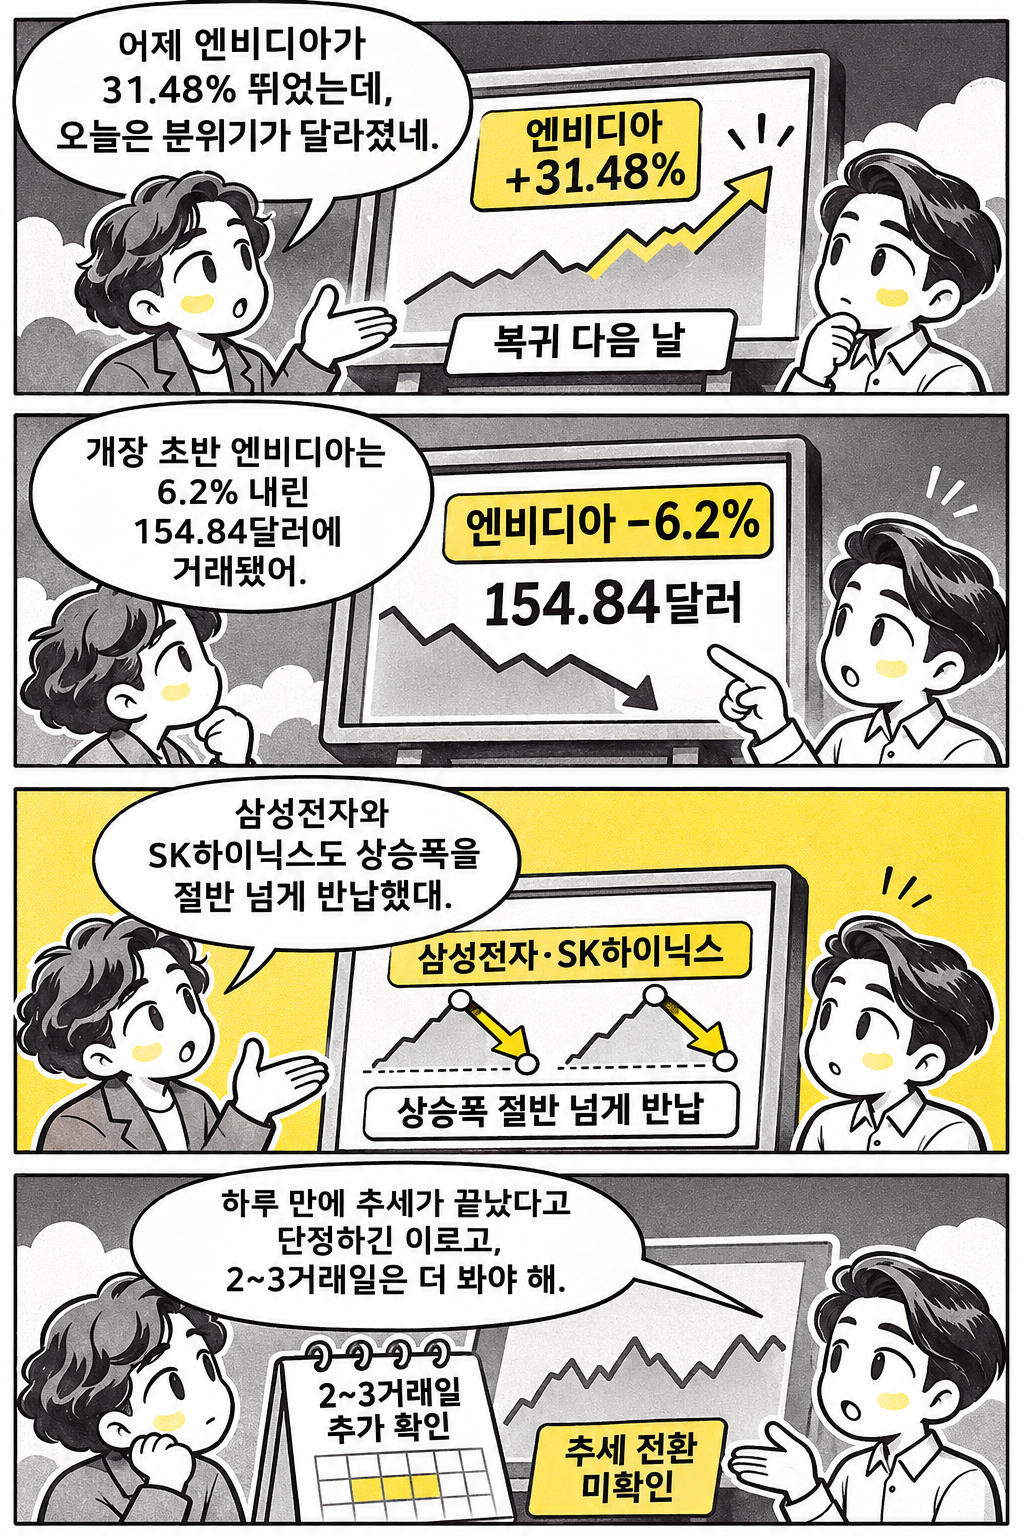 어제 엔비디아가
31.48% 뛰었는데,
오늘은 분위기가 달라졌네.
엔비디아
+31.48%
복귀 다음 날
개장 초반 엔비디아는
6.2% 내린
154.84달러에
거래됐어.
엔비디아 -6.2%
154.84달러
삼성전자와
SK하이닉스도 상승폭을
절반 넘게 반납했대.
삼성전자·SK하이닉스
상승폭 절반 넘게 반납
하루 만에 추세가 끝났다고
단정하긴 이로고,
2~3거래일은 더 봐야 해.
2~3거래일
추가 확인
추세 전환
미확인